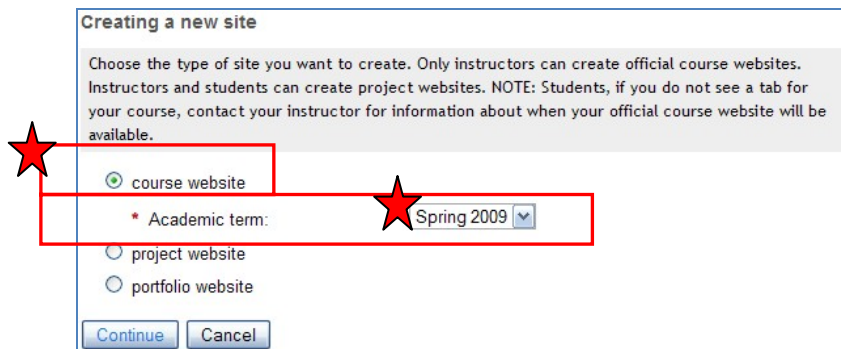 Creating a new site
Choose the type of site you want to create. Only instructors can create official course websites.
Instructors and students can create project websites. NOTE: Students, if you do not see a tab for
your course, contact your instructor for information about when your official course website will be
available.
course website
* Academic term: Spring 2009
project website
portfolio website
Continue Cancel